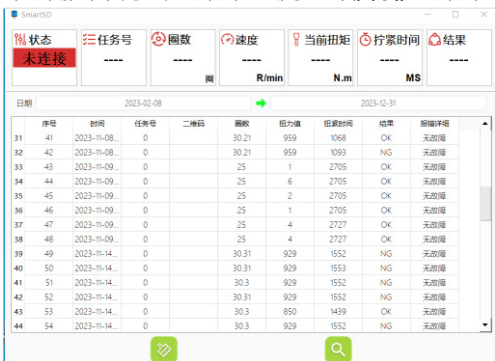 SmartSD
状态 任务号 圈数 速度 当前扭矩 拧紧时间 结果
未连接 ---- ---- ---- ---- ---- ----
圈 R/min N.m MS
日期 2023-02-08 2023-12-31
序号 时间 任务号 二维码 圈数 扭力值 扭紧时间 结果 报错详细
31 41 2023-11-08... 0 30.21 959 1068 OK 无故障
32 42 2023-11-08... 0 30.21 959 1093 NG 无故障
33 43 2023-11-09... 0 25 1 2705 OK 无故障
34 44 2023-11-09... 0 25 6 2705 OK 无故障
35 45 2023-11-09... 0 25 2 2705 OK 无故障
36 46 2023-11-09... 0 25 1 2705 OK 无故障
37 47 2023-11-09... 0 25 4 2727 OK 无故障
38 48 2023-11-09... 0 25 4 2727 OK 无故障
39 49 2023-11-14... 0 30.31 929 1552 NG 无故障
40 50 2023-11-14... 0 30.31 929 1553 NG 无故障
41 51 2023-11-14... 0 30.3 929 1552 NG 无故障
42 52 2023-11-14... 0 30.31 929 1552 NG 无故障
43 53 2023-11-14... 0 30.3 850 1439 OK 无故障
44 54 2023-11-14... 0 30.3 929 1552 NG 无故障